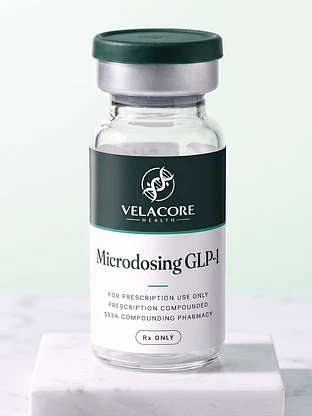 VELACORE
HEALTH
Microdosing GLP-1
FOR PRESCRIPTION USE ONLY
PRESCRIPTION COMPOUNDED
503A COMPOUNDING PHARMACY
Rx ONLY